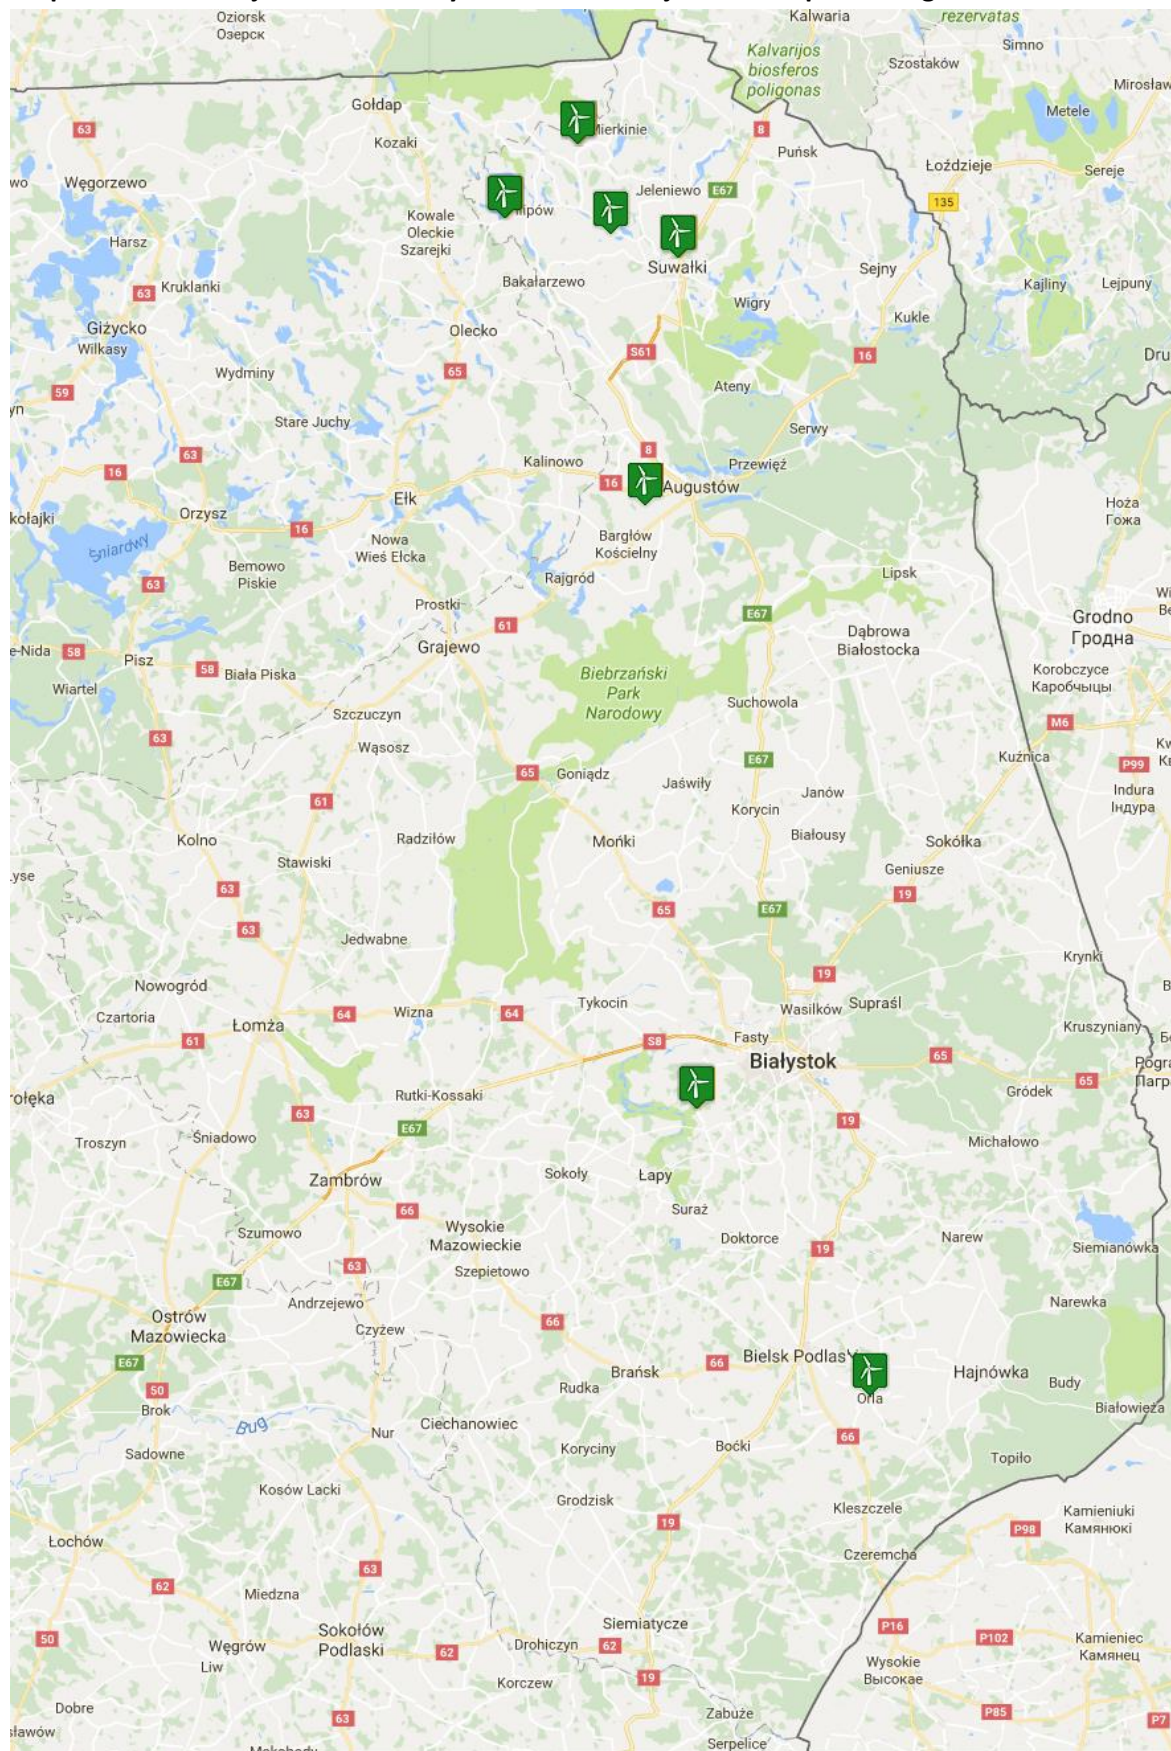 Oziorsk
Озерск
Kalwaria
rezervatas
Simno
Kalvarijos
biosferos
poligonas
Szostaków
Mirosław
Gołdap
Metele
63
Mierkinie
8
Kozaki
Puńsk
Łoździeje
Sereje
wo
Węgorzewo
Jeleniewo
E67
135
Kowale
Oleckie
Szarejki
Harsz
Bakałarzewo
Suwałki
Sejny
63
Kruklanki
Kajliny
Lejpuny
Wigry
Kukle
Giżycko
Wilkasy
Olecko
S61
16
Dru
Wydminy
65
59
Ateny
yn
Stare Juchy
Serwy
63
8
16
Kalinowo
16
Przewięź
Augustów
Ełk
Orzysz
kołajki
16
Hoża
Гожа
Śniardwy
Nowa
Wieś Ełcka
Bargłów
Kościelny
Bemowo
Piskie
63
Rajgród
Lipsk
Prostki
61
E67
Grodno
Гродна
Dąbrowa
Białostocka
e-Nida
58
Pisz
58
Biała Piska
Grajewo
Biebrzański
Park
Narodowy
Korobczyce
Каробчыцы
Wiartel
Suchowola
Szczuczyn
M6
63
Wąsosz
Kuźnica
E67
P99
65
Goniądz
Jaświły
Janów
Indura
Індура
61
Korycin
Kolno
Radziłów
Mońki
Białousy
Sokółka
Stawiski
Geniusze
63
19
65
E67
63
Jedwabne
Krynki
19
Nowogród
Tykocin
Wasilków
Supraśl
Czartoria
64
Wizna
64
Łomża
Kruszyniany
61
S8
Fasty
Białystok
65
65
Gródek
Rutki-Kossaki
63
E67
19
Troszyn
Śniadowo
Michałowo
Zambrów
Sokoły
Łapy
66
Suraż
Szumowo
Wysokie
Mazowieckie
Doktorce
19
Narew
Siemianówka
63
Szepietowo
E67
Andrzejewo
Narewka
Ostrów
Mazowiecka
Czyżew
66
E67
Brańsk
66
Bielsk Podlas
Hajnówka
Budy
50
Rudka
Orla
Białowieża
Brok
Bug
Nur
Ciechanowiec
66
Sadowne
Koryciny
Boćki
Topiło
Kosów Lacki
Grodzisk
Kleszczele
Kamieniuki
Камянюкі
19
P98
Łochów
Czeremcha
63
62
Miedzna
Siemiatycze
P16
50
Sokołów
Podlaski
Węgrów
Liw
62
Drohiczyn
62
P102
Kamieniec
Камянец
Wysokie
Высокае
19
Korczew
Dobre
63
Zabuże
P85
P7
sławów
Serpelice